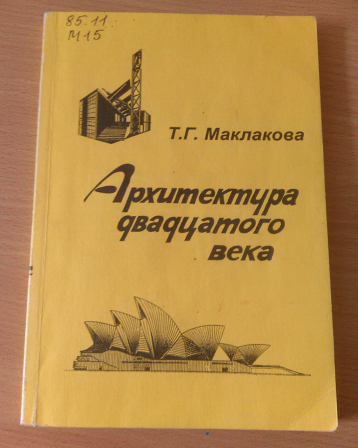 85.11
М15
Т.Г. Маклакова
Архитектура
двадцатого
века